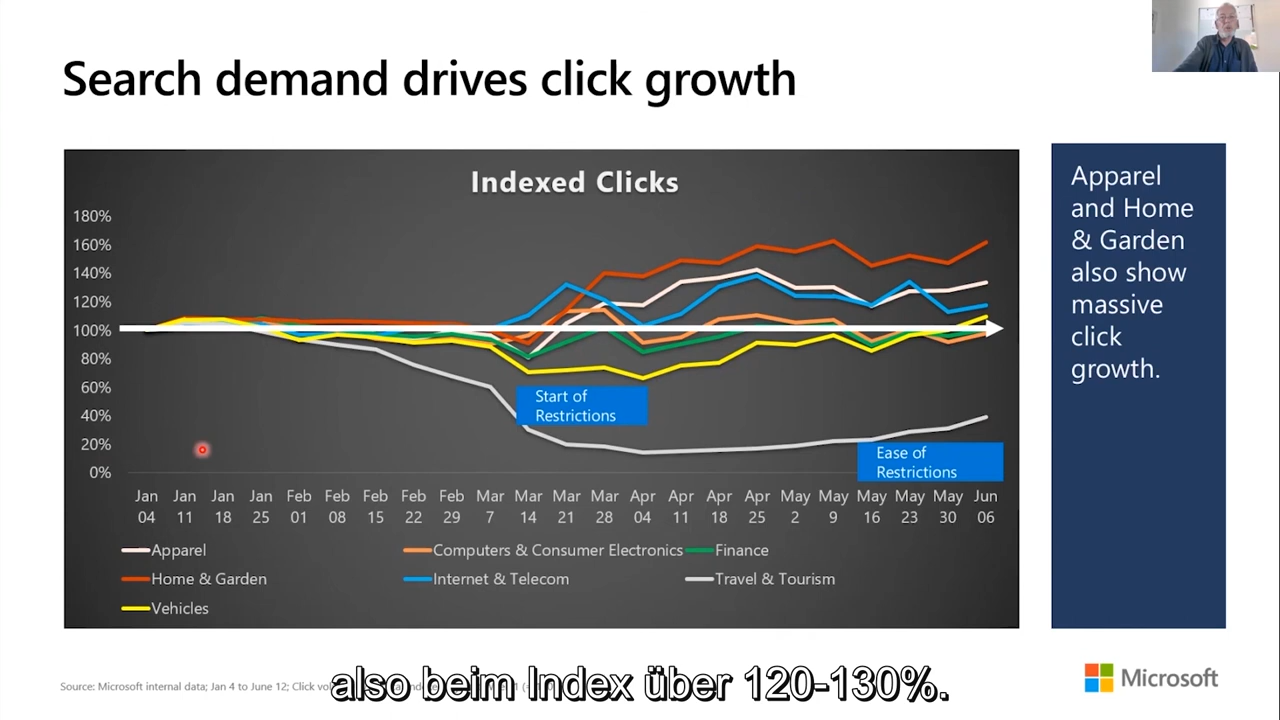 Search demand drives click growth
Indexed Clicks
180%
160%
140%
120%
100%
80%
60%
40%
20%
0%
Start of
Restrictions
Ease of
Restrictions
Jan Jan Jan Jan Feb Feb Feb Feb Feb Mar Mar Mar Mar Apr Apr Apr Apr May May May May May Jun
04 11 18 25 01 08 15 22 29 7 14 21 28 04 11 18 25 2 9 16 23 30 06
Apparel Computers & Consumer Electronics Finance
Home & Garden Internet & Telecom Travel & Tourism
Vehicles
Apparel
and Home
& Garden
also show
massive
click
growth.
Source: Microsoft internal data; Jan 4 to June 12; Click
also beim Index über 120-130%.
Microsoft